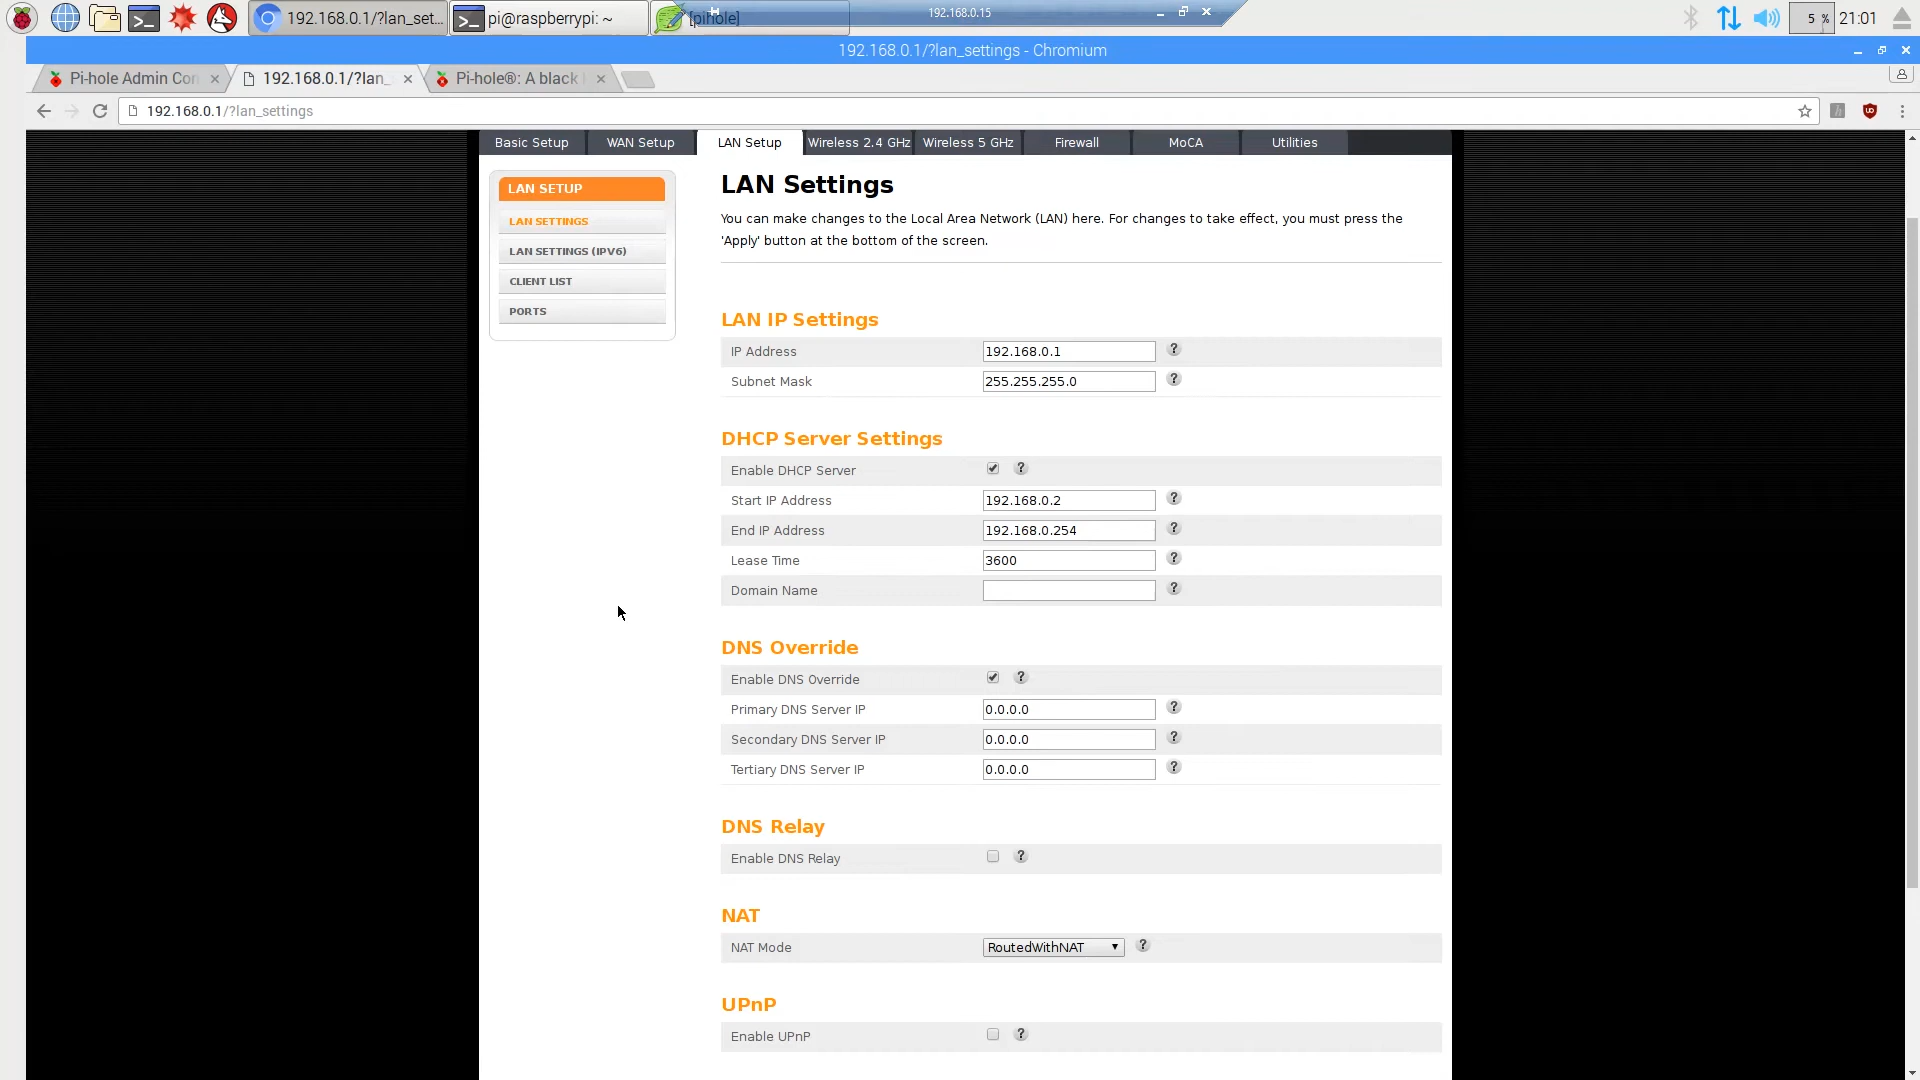 192.168.0.1/?lan_set...
pi@raspberrypi: ~
[pihole]
192.168.0.15
5 %
21:01
192.168.0.1/?lan_settings - Chromium
Pi-hole Admin Con
192.168.0.1/?lan_
Pi-hole®: A black
192.168.0.1/?lan_settings
Basic Setup
WAN Setup
LAN Setup
Wireless 2.4 GHz
Wireless 5 GHz
Firewall
MoCA
Utilities
LAN SETUP
LAN SETTINGS
LAN SETTINGS (IPV6)
CLIENT LIST
PORTS
LAN Settings
You can make changes to the Local Area Network (LAN) here. For changes to take effect, you must press the
'Apply' button at the bottom of the screen.
LAN IP Settings
IP Address 192.168.0.1 ?
Subnet Mask 255.255.255.0 ?
DHCP Server Settings
Enable DHCP Server ?
Start IP Address 192.168.0.2 ?
End IP Address 192.168.0.254 ?
Lease Time 3600 ?
Domain Name ?
DNS Override
Enable DNS Override ?
Primary DNS Server IP 0.0.0.0 ?
Secondary DNS Server IP 0.0.0.0 ?
Tertiary DNS Server IP 0.0.0.0 ?
DNS Relay
Enable DNS Relay ?
NAT
NAT Mode RoutedWithNAT ?
UPnP
Enable UPnP ?